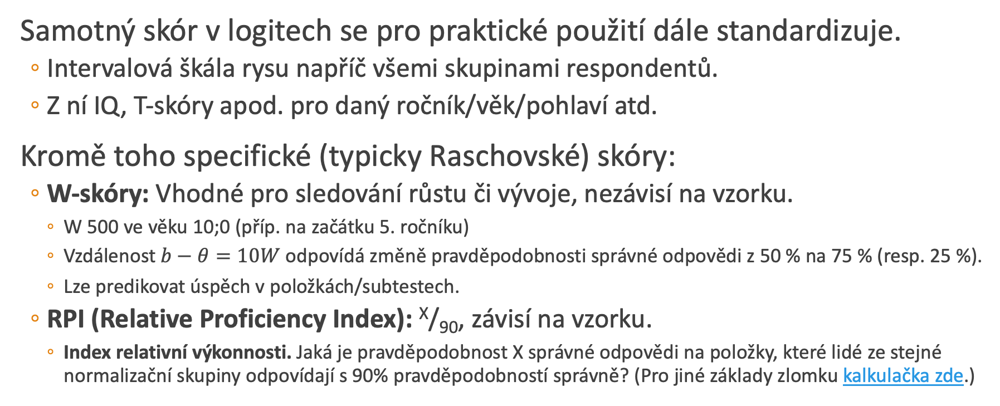 Samotný skór v logitech se pro praktické použití dále standardizuje.
◦ Intervalová škála rysu napříč všemi skupinami respondentů.
◦ Z ní IQ, T-skóry apod. pro daný ročník/věk/pohlaví atd.
Kromě toho specifické (typicky Raschovské) skóry:
◦ W-skóry: Vhodné pro sledování růstu či vývoje, nezávisí na vzorku.
◦ W 500 ve věku 10;0 (příp. na začátku 5. ročníku)
◦ Vzdálenost b − θ = 10W odpovídá změně pravděpodobnosti správné odpovědi z 50 % na 75 % (resp. 25 %).
◦ Lze predikovat úspěch v položkách/subtestech.
◦ RPI (Relative Proficiency Index): X/90, závisí na vzorku.
◦ Index relativní výkonnosti. Jaká je pravděpodobnost X správné odpovědi na položky, které lidé ze stejné
normalizační skupiny odpovídají s 90% pravděpodobností správně? (Pro jiné základy zlomku kalkulačka zde.)